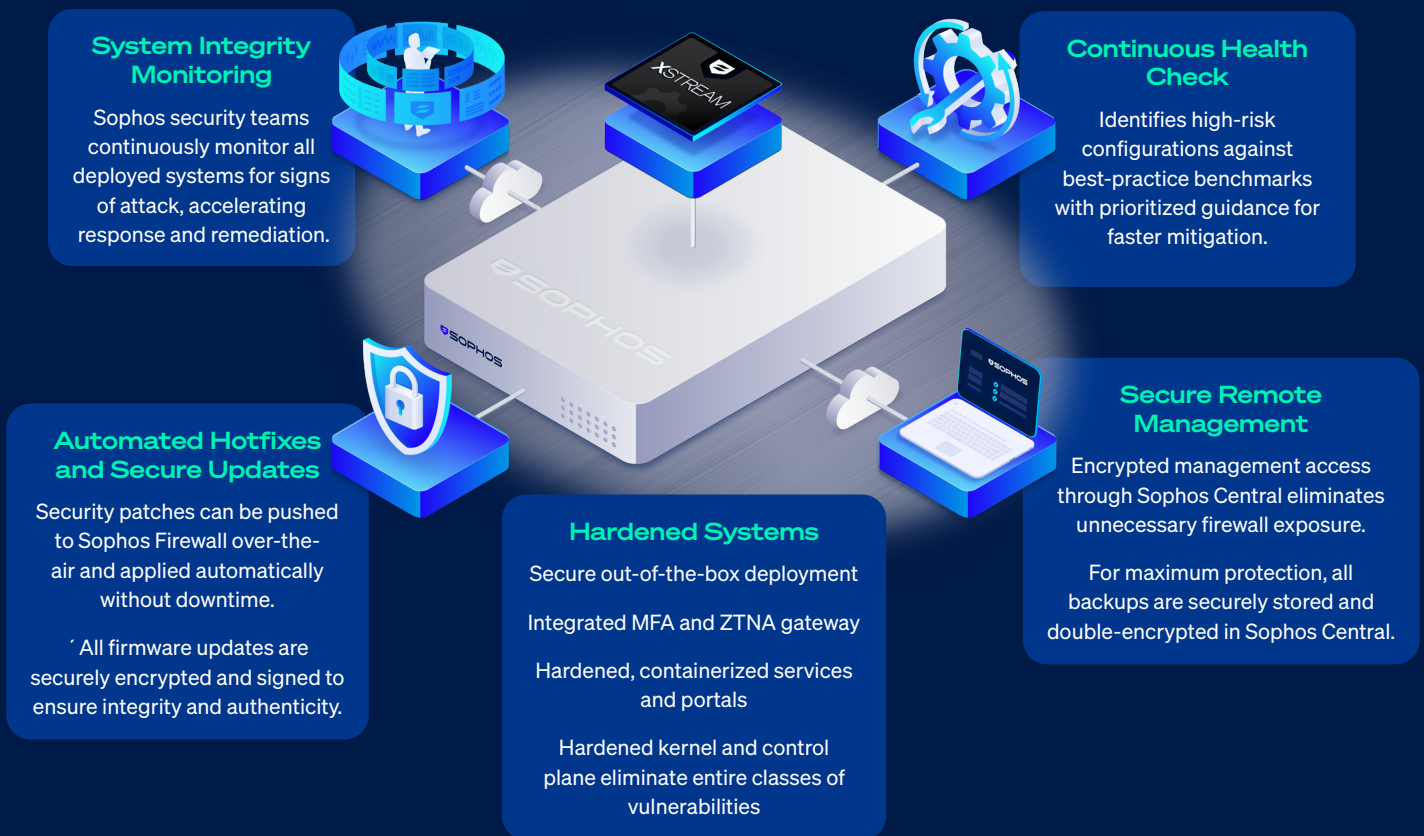 System Integrity
Monitoring
Sophos security teams
continuously monitor all
deployed systems for signs
of attack, accelerating
response and remediation.
XSTREAM
Continuous Health
Check
Identifies high-risk
configurations against
best-practice benchmarks
with prioritized guidance for
faster mitigation.
SOPHOS
SOPHOS
SOPHOS
Automated Hotfixes
and Secure Updates
Security patches can be pushed
to Sophos Firewall over-the-
air and applied automatically
without downtime.
´ All firmware updates are
securely encrypted and signed to
ensure integrity and authenticity.
Hardened Systems
Secure out-of-the-box deployment
Integrated MFA and ZTNA gateway
Hardened, containerized services
and portals
Hardened kernel and control
plane eliminate entire classes of
vulnerabilities
Secure Remote
Management
Encrypted management access
through Sophos Central eliminates
unnecessary firewall exposure.
For maximum protection, all
backups are securely stored and
double-encrypted in Sophos Central.